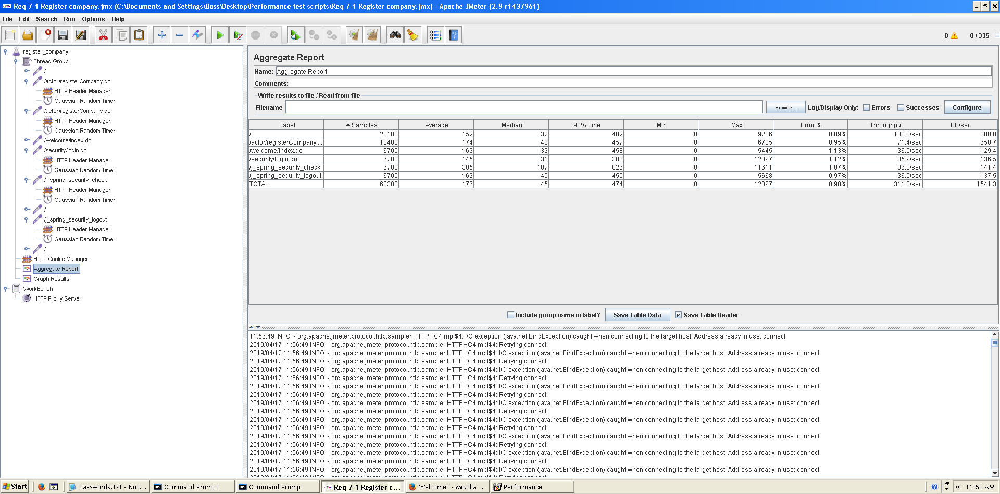 Req 7-1 Register company.jmx (C:\Documents and Settings\Boss\Desktop\Performance test scripts\Req 7-1 Register company.jmx) - Apache JMeter (2.9 r1437961)
File Edit Search Run Options Help
0 0 / 335
register_company
Thread Group
/
/actor/registerCompany.do
HTTP Header Manager
Gaussian Random Timer
/actor/registerCompany.do
HTTP Header Manager
Gaussian Random Timer
/welcome/index.do
/security/login.do
HTTP Header Manager
Gaussian Random Timer
/j_spring_security_check
HTTP Header Manager
Gaussian Random Timer
/
/j_spring_security_logout
HTTP Header Manager
Gaussian Random Timer
/
HTTP Cookie Manager
Aggregate Report
Graph Results
WorkBench
HTTP Proxy Server
Aggregate Report
Name: Aggregate Report
Comments:
Write results to file / Read from file
Filename Browse... Log/Display Only: Errors Successes Configure
Label # Samples Average Median 90% Line Min Max Error % Throughput KB/sec
/ 20100 152 37 402 0 9286 0.89% 103.8/sec 380.0
/actor/registerCompany.... 13400 174 48 457 0 6705 0.95% 71.4/sec 658.7
/welcome/index.do 6700 163 39 458 0 5445 1.13% 36.0/sec 129.4
/security/login.do 6700 145 31 383 0 12897 1.12% 35.9/sec 136.5
/j_spring_security_check 6700 305 107 826 0 11611 1.07% 36.0/sec 141.4
/j_spring_security_logout 6700 169 45 450 0 5668 0.97% 36.0/sec 137.5
TOTAL 60300 176 45 474 0 12897 0.98% 311.3/sec 1541.3
Include group name in label? Save Table Data Save Table Header
11:56:49 INFO - org.apache.jmeter.protocol.http.sampler.HTTPHC4Impl$4: I/O exception (java.net.BindException) caught when connecting to the target host: Address already in use: connect
2019/04/17 11:56:49 INFO - org.apache.jmeter.protocol.http.sampler.HTTPHC4Impl$4: Retrying connect
2019/04/17 11:56:49 INFO - org.apache.jmeter.protocol.http.sampler.HTTPHC4Impl$4: I/O exception (java.net.BindException) caught when connecting to the target host: Address already in use: connect
2019/04/17 11:56:49 INFO - org.apache.jmeter.protocol.http.sampler.HTTPHC4Impl$4: Retrying connect
2019/04/17 11:56:49 INFO - org.apache.jmeter.protocol.http.sampler.HTTPHC4Impl$4: I/O exception (java.net.BindException) caught when connecting to the target host: Address already in use: connect
2019/04/17 11:56:49 INFO - org.apache.jmeter.protocol.http.sampler.HTTPHC4Impl$4: Retrying connect
2019/04/17 11:56:49 INFO - org.apache.jmeter.protocol.http.sampler.HTTPHC4Impl$4: I/O exception (java.net.BindException) caught when connecting to the target host: Address already in use: connect
2019/04/17 11:56:49 INFO - org.apache.jmeter.protocol.http.sampler.HTTPHC4Impl$4: Retrying connect
2019/04/17 11:56:49 INFO - org.apache.jmeter.protocol.http.sampler.HTTPHC4Impl$4: I/O exception (java.net.BindException) caught when connecting to the target host: Address already in use: connect
2019/04/17 11:56:49 INFO - org.apache.jmeter.protocol.http.sampler.HTTPHC4Impl$4: Retrying connect
2019/04/17 11:56:49 INFO - org.apache.jmeter.protocol.http.sampler.HTTPHC4Impl$4: I/O exception (java.net.BindException) caught when connecting to the target host: Address already in use: connect
2019/04/17 11:56:49 INFO - org.apache.jmeter.protocol.http.sampler.HTTPHC4Impl$4: Retrying connect
2019/04/17 11:56:49 INFO - org.apache.jmeter.protocol.http.sampler.HTTPHC4Impl$4: I/O exception (java.net.BindException) caught when connecting to the target host: Address already in use: connect
2019/04/17 11:56:49 INFO - org.apache.jmeter.protocol.http.sampler.HTTPHC4Impl$4: Retrying connect
2019/04/17 11:56:49 INFO - org.apache.jmeter.protocol.http.sampler.HTTPHC4Impl$4: I/O exception (java.net.BindException) caught when connecting to the target host: Address already in use: connect
2019/04/17 11:56:49 INFO - org.apache.jmeter.protocol.http.sampler.HTTPHC4Impl$4: Retrying connect
2019/04/17 11:56:49 INFO - org.apache.jmeter.protocol.http.sampler.HTTPHC4Impl$4: I/O exception (java.net.BindException) caught when connecting to the target host: Address already in use: connect
2019/04/17 11:56:49 INFO - org.apache.jmeter.protocol.http.sampler.HTTPHC4Impl$4: Retrying connect
Start passwords.txt - Not... Command Prompt Command Prompt Req 7-1 Register c... Welcome! - Mozilla ... Performance 11:59 AM